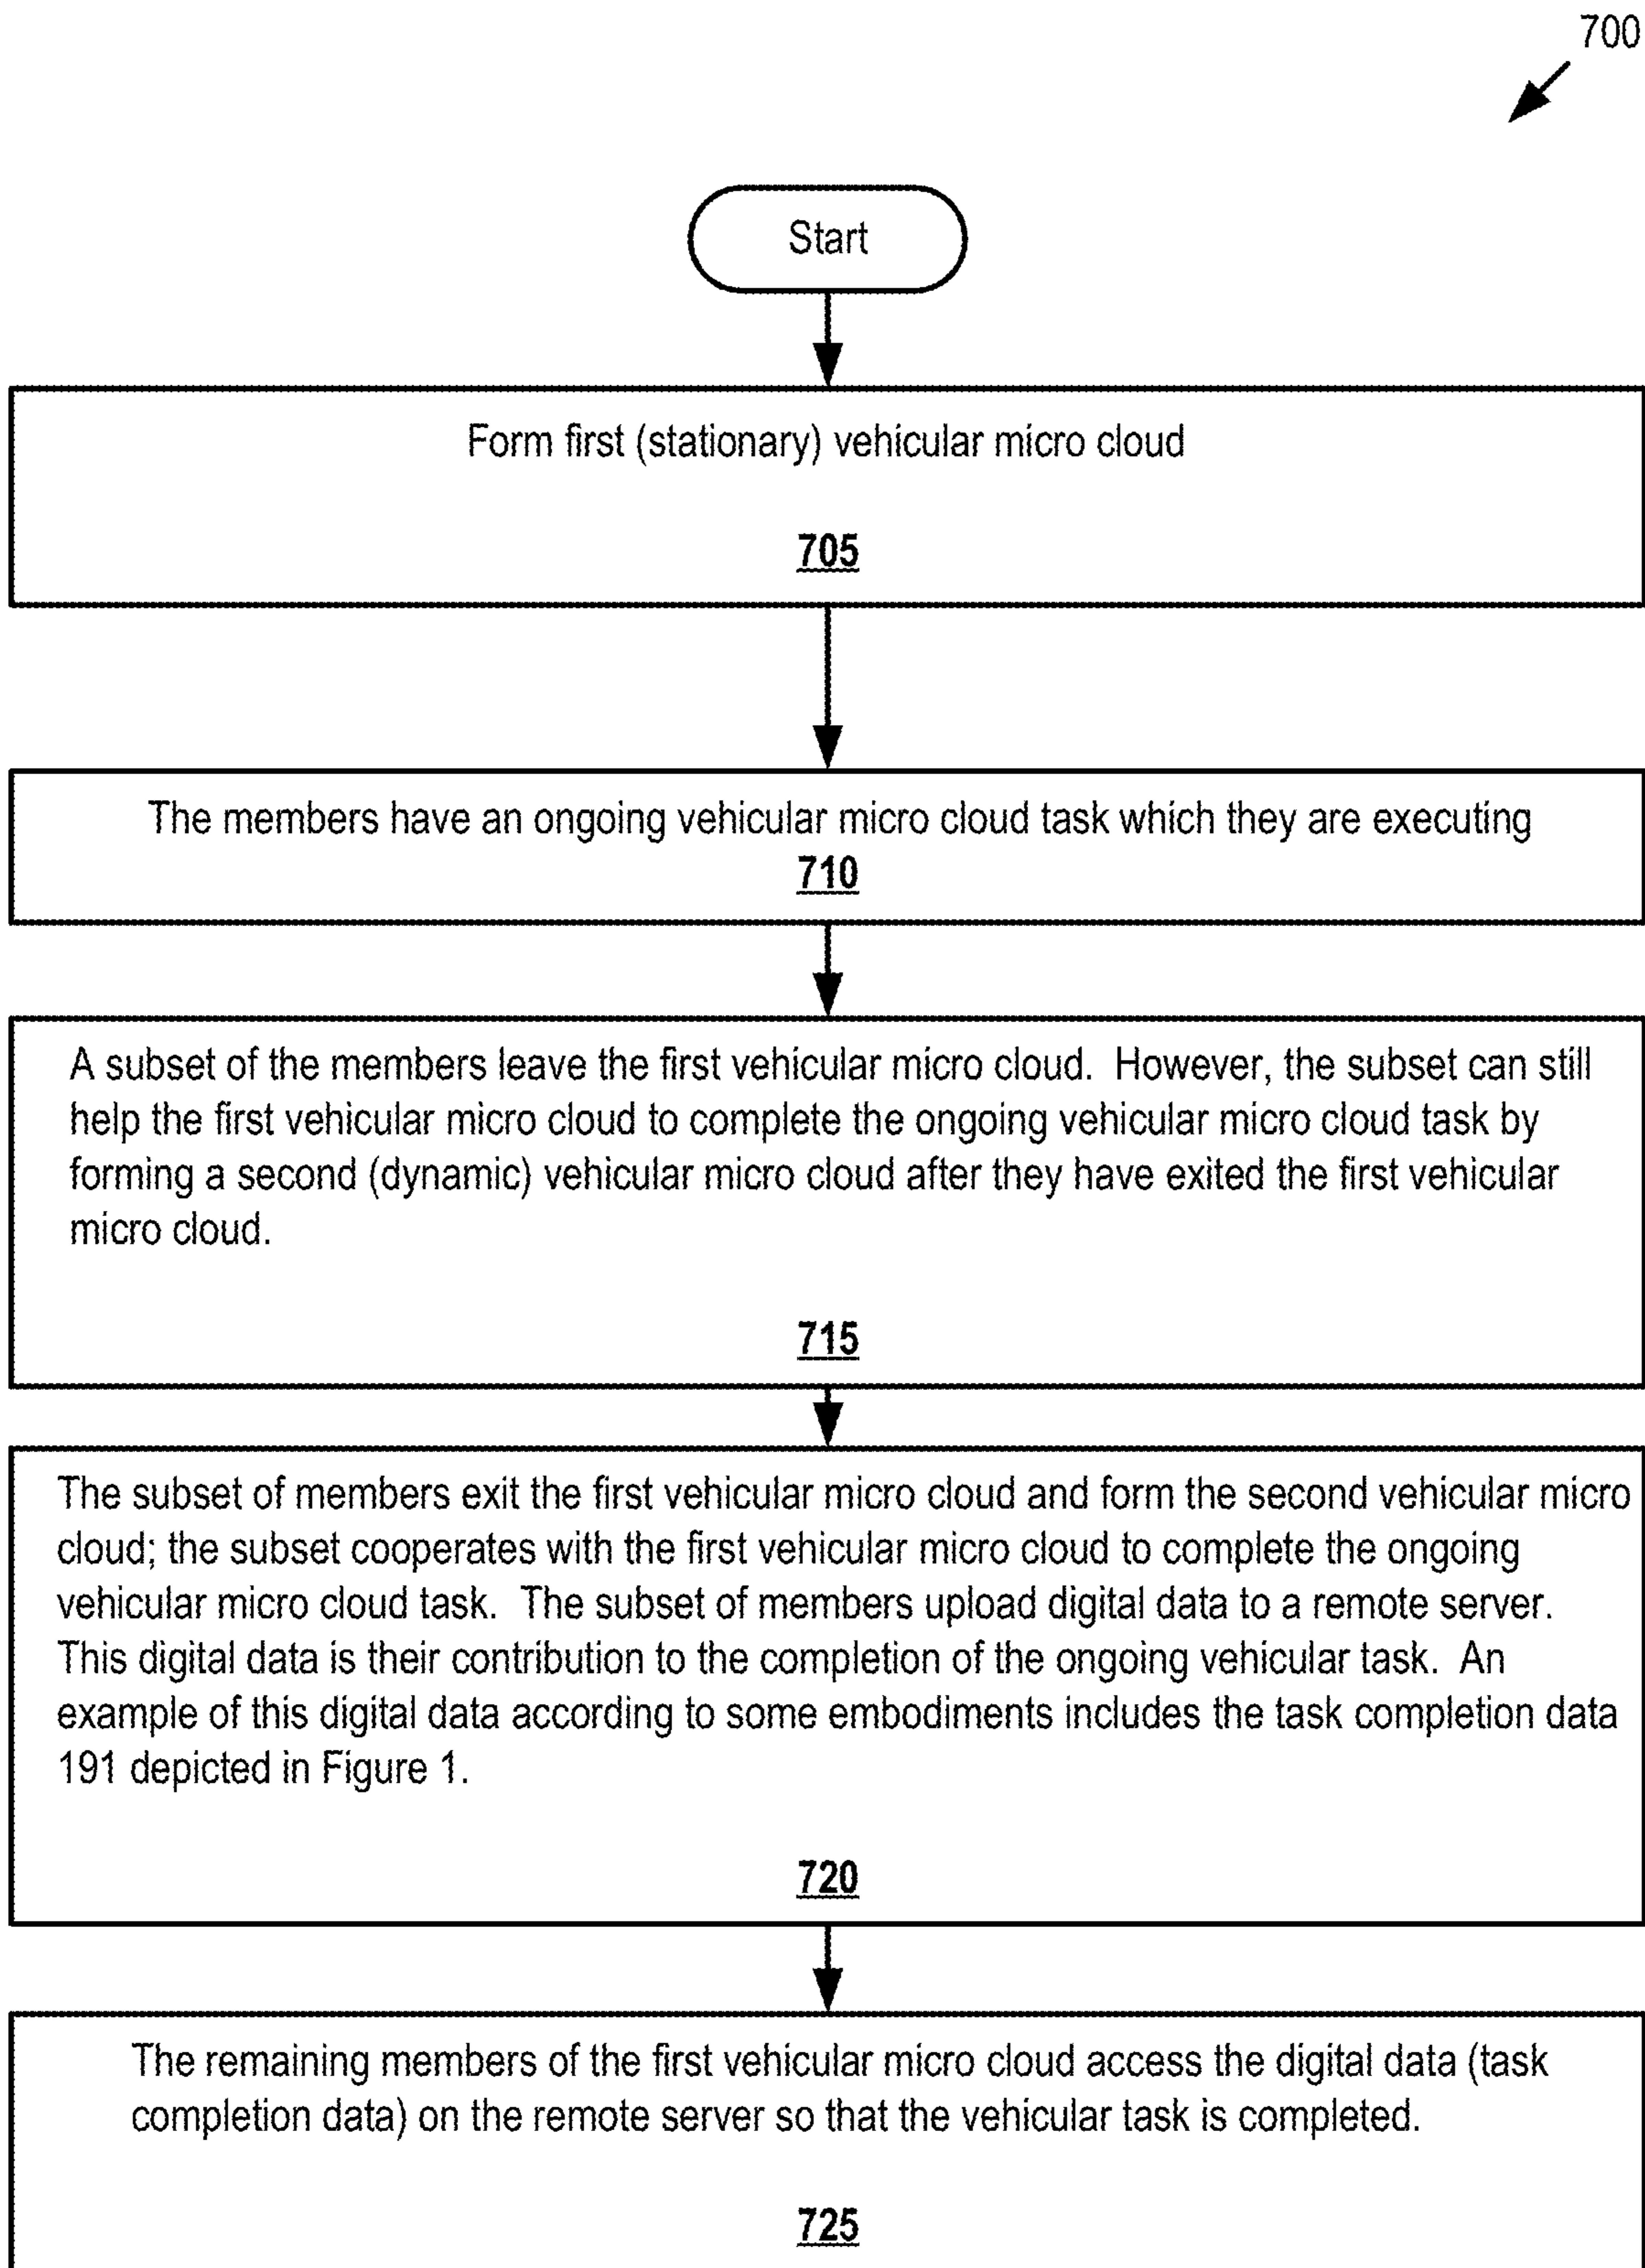 700
Start
Form first (stationary) vehicular micro cloud
705
The members have an ongoing vehicular micro cloud task which they are executing
710
A subset of the members leave the first vehicular micro cloud.  However, the subset can still
help the first vehicular micro cloud to complete the ongoing vehicular micro cloud task by
forming a second (dynamic) vehicular micro cloud after they have exited the first vehicular
micro cloud.
715
The subset of members exit the first vehicular micro cloud and form the second vehicular micro
cloud; the subset cooperates with the first vehicular micro cloud to complete the ongoing
vehicular micro cloud task.  The subset of members upload digital data to a remote server.
This digital data is their contribution to the completion of the ongoing vehicular task.  An
example of this digital data according to some embodiments includes the task completion data
191 depicted in Figure 1.
720
The remaining members of the first vehicular micro cloud access the digital data (task
completion data) on the remote server so that the vehicular task is completed.
725